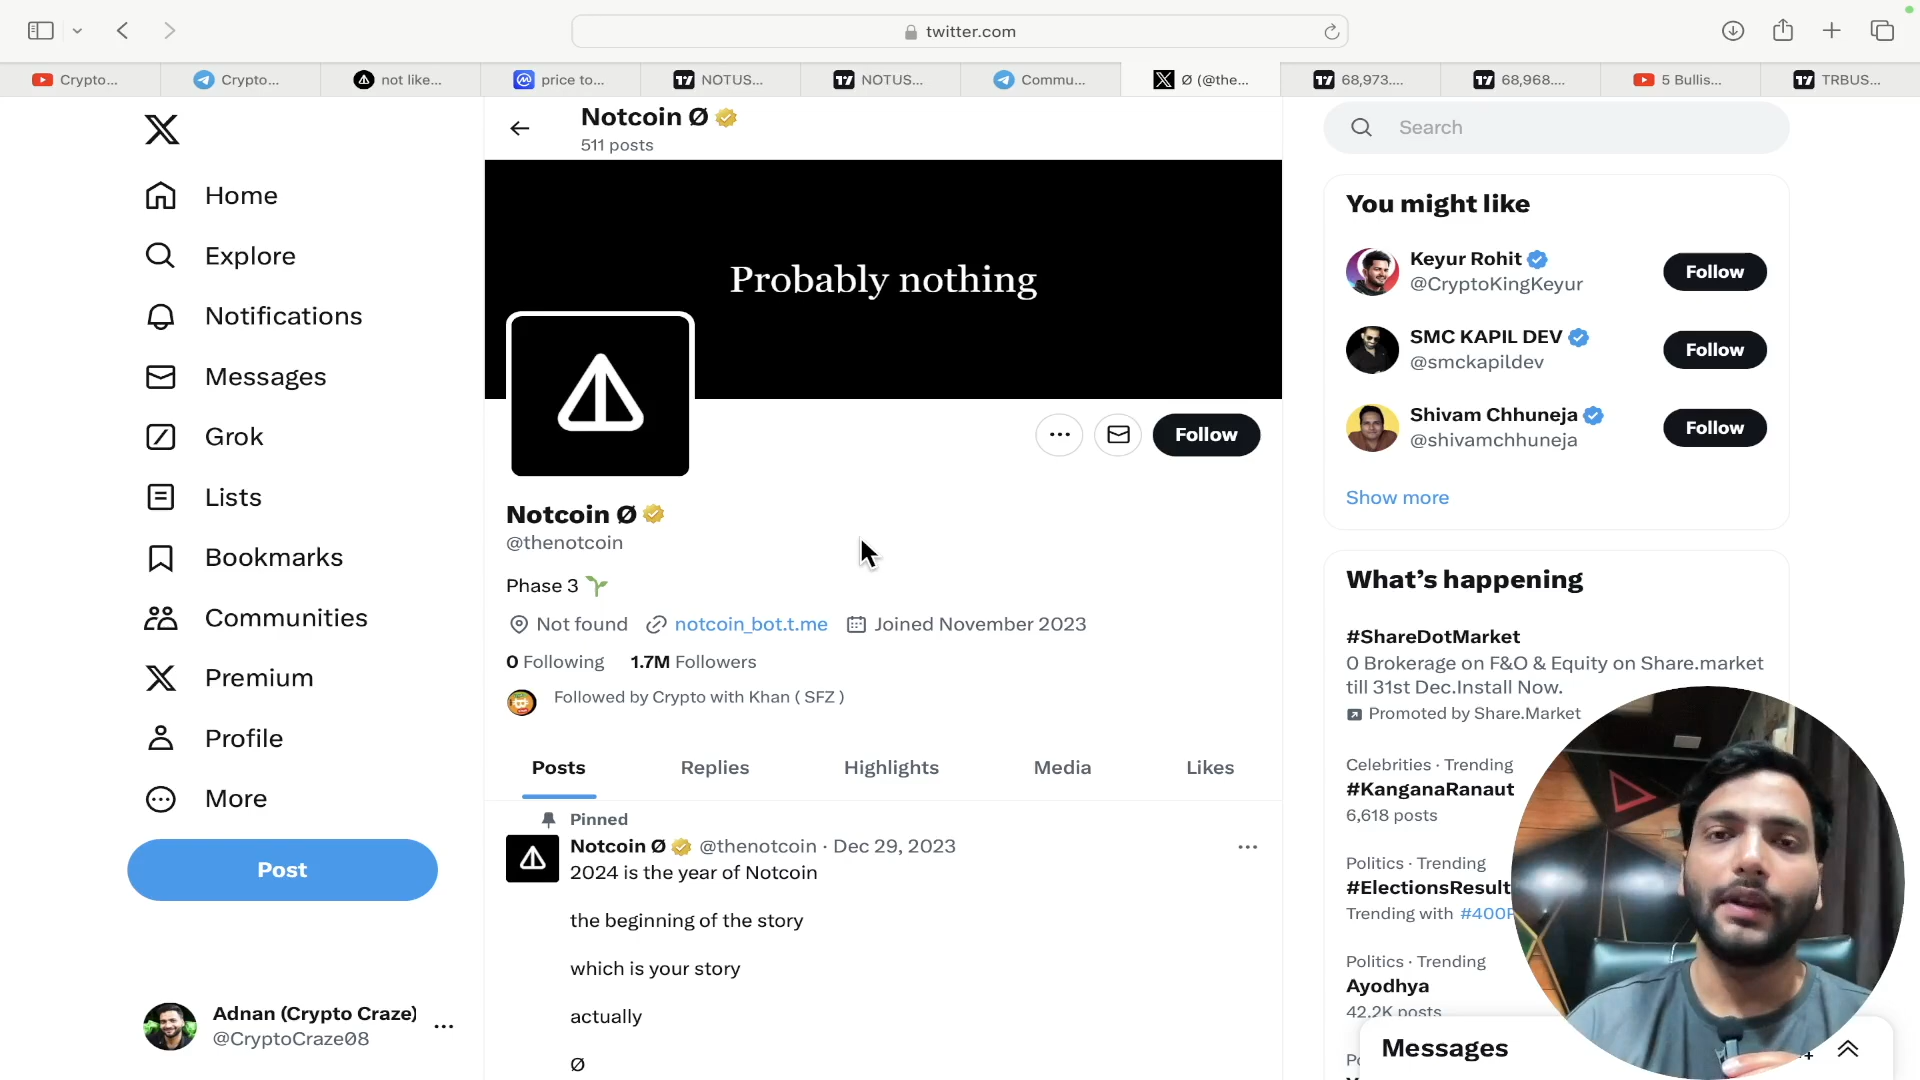 twitter.com
Crypto...
Crypto...
not like...
price to...
NOTUS...
NOTUS...
Commu...
Ø (@the...
68,973....
68,968....
5 Bullis...
TRBUS...
Home
Explore
Notifications
Messages
Grok
Lists
Bookmarks
Communities
Premium
Profile
More
Post
Adnan (Crypto Craze)
@CryptoCraze08
Notcoin Ø
511 posts
Probably nothing
Follow
Notcoin Ø
@thenotcoin
Phase 3
Not found notcoin_bot.t.me Joined November 2023
0 Following 1.7M Followers
Followed by Crypto with Khan ( SFZ )
Posts Replies Highlights Media Likes
Pinned
Notcoin Ø @thenotcoin · Dec 29, 2023
2024 is the year of Notcoin
the beginning of the story
which is your story
actually
Ø
Search
You might like
Keyur Rohit
@CryptoKingKeyur
Follow
SMC KAPIL DEV
@smckapildev
Follow
Shivam Chhuneja
@shivamchhuneja
Follow
Show more
What's happening
#ShareDotMarket
0 Brokerage on F&O & Equity on Share.market
till 31st Dec.Install Now.
Promoted by Share.Market
Celebrities · Trending
#KanganaRanaut
6,618 posts
Politics · Trending
#ElectionsResult
Trending with #400P
Politics · Trending
Ayodhya
42.2K posts
Messages